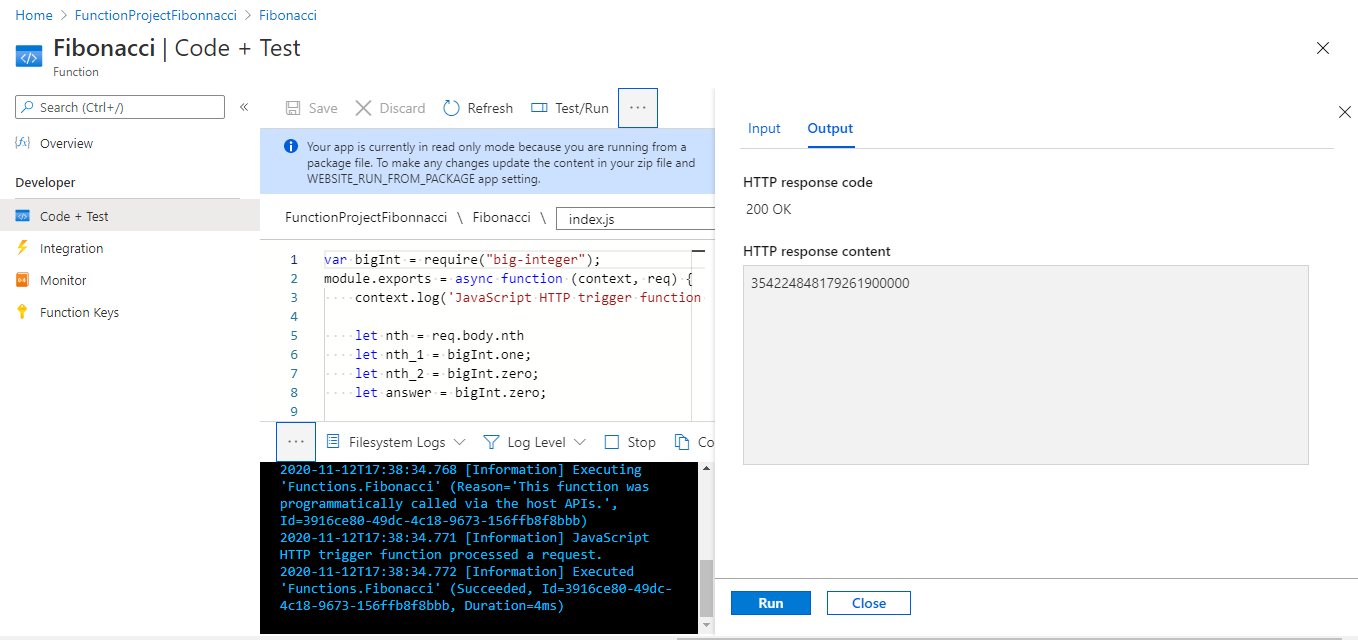 Home > FunctionProjectFibonnacci > Fibonacci
Fibonacci | Code + Test
Function
Search (Ctrl+/)
«
Overview
Developer
Code + Test
Integration
Monitor
Function Keys
Save Discard Refresh Test/Run ...
Your app is currently in read only mode because you are running from a
package file. To make any changes update the content in your zip file and
WEBSITE_RUN_FROM_PACKAGE app setting.
FunctionProjectFibonnacci \ Fibonacci \ index.js
1 var bigInt = require("big-integer");
2 module.exports = async function (context, req) {
3 context.log('JavaScript HTTP trigger function
4
5 let nth = req.body.nth
6 let nth_1 = bigInt.one;
7 let nth_2 = bigInt.zero;
8 let answer = bigInt.zero;
9
... Filesystem Logs Log Level Stop Co
2020-11-12T17:38:34.768 [Information] Executing
'Functions.Fibonacci' (Reason='This function was
programmatically called via the host APIs.',
Id=3916ce80-49dc-4c18-9673-156ffb8f8bbb)
2020-11-12T17:38:34.771 [Information] JavaScript
HTTP trigger function processed a request.
2020-11-12T17:38:34.772 [Information] Executed
'Functions.Fibonacci' (Succeeded, Id=3916ce80-49dc-
4c18-9673-156ffb8f8bbb, Duration=4ms)
Input Output
HTTP response code
200 OK
HTTP response content
354224848179261900000
Run Close